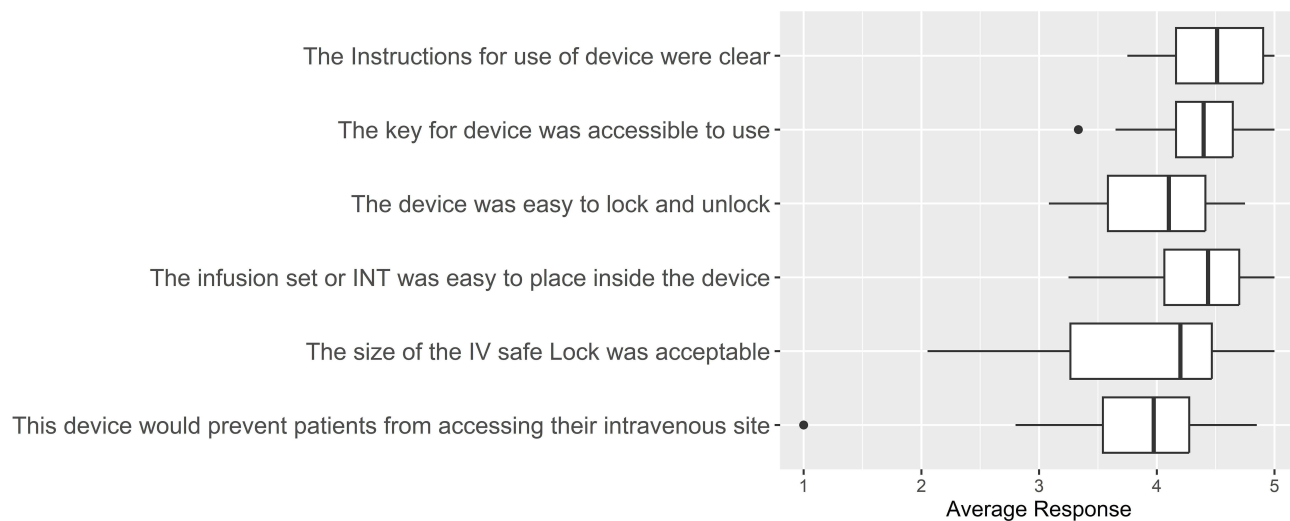 The Instructions for use of device were clear
The key for device was accessible to use
The device was easy to lock and unlock
The infusion set or INT was easy to place inside the device
The size of the IV safe Lock was acceptable
This device would prevent patients from accessing their intravenous site
1 2 3 4 5
Average Response